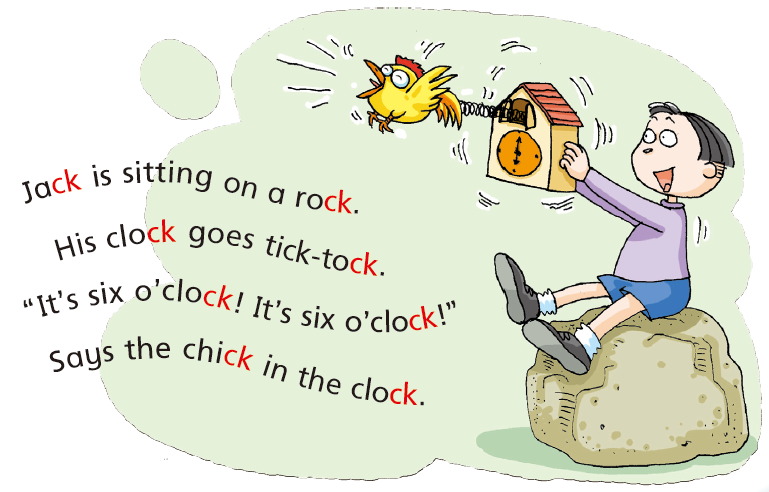 Jack is sitting on a rock.
His clock goes tick-tock.
“It’s six o’clock! It’s six o’clock!”
Says the chick in the clock.